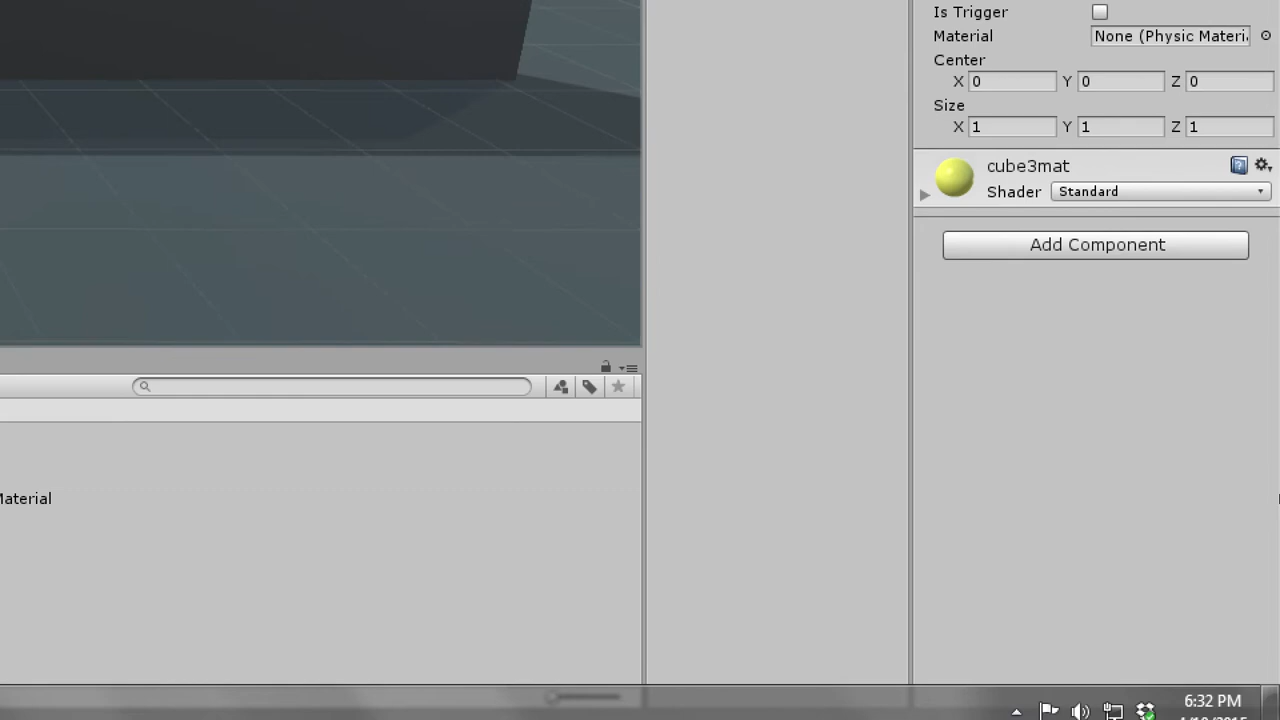 Is Trigger
Material None (Physic Materi
Center
X 0 Y 0 Z 0
Size
X 1 Y 1 Z 1
cube3mat
Shader Standard
Add Component
Material
6:32 PM